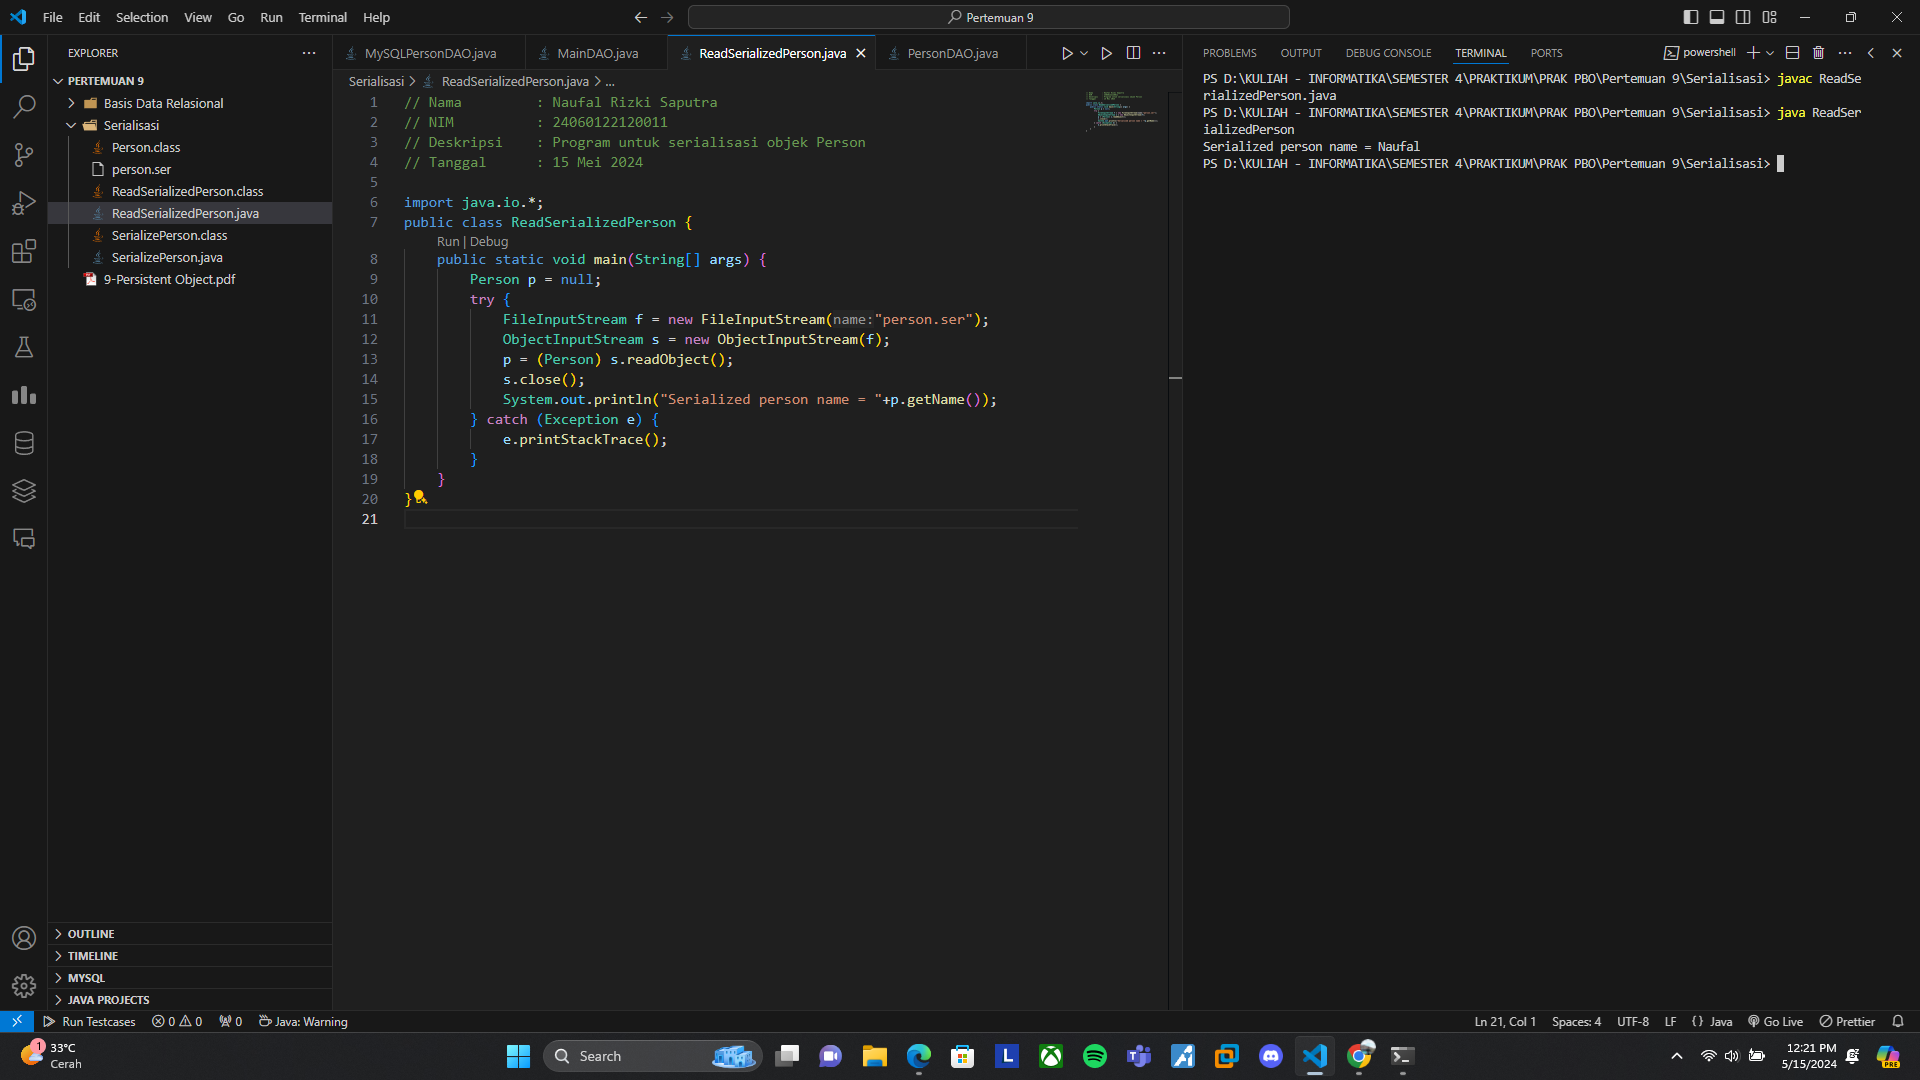 File Edit Selection View Go Run Terminal Help
Pertemuan 9
EXPLORER
PERTEMUAN 9
Basis Data Relasional
Serialisasi
Person.class
person.ser
ReadSerializedPerson.class
ReadSerializedPerson.java
SerializePerson.class
SerializePerson.java
9-Persistent Object.pdf
OUTLINE
TIMELINE
MYSQL
JAVA PROJECTS
MySQLPersonDAO.java MainDAO.java ReadSerializedPerson.java PersonDAO.java
Serialisasi > ReadSerializedPerson.java > ...
1 // Nama : Naufal Rizki Saputra
2 // NIM : 24060122120011
3 // Deskripsi : Program untuk serialisasi objek Person
4 // Tanggal : 15 Mei 2024
5
6 import java.io.*;
7 public class ReadSerializedPerson {
Run | Debug
8 public static void main(String[] args) {
9 Person p = null;
10 try {
11 FileInputStream f = new FileInputStream(name:"person.ser");
12 ObjectInputStream s = new ObjectInputStream(f);
13 p = (Person) s.readObject();
14 s.close();
15 System.out.println("Serialized person name = "+p.getName());
16 } catch (Exception e) {
17 e.printStackTrace();
18 }
19 }
20 }
21
PROBLEMS OUTPUT DEBUG CONSOLE TERMINAL PORTS
powershell
PS D:\KULIAH - INFORMATIKA\SEMESTER 4\PRAKTIKUM\PRAK PBO\Pertemuan 9\Serialisasi> javac ReadSe
rializedPerson.java
PS D:\KULIAH - INFORMATIKA\SEMESTER 4\PRAKTIKUM\PRAK PBO\Pertemuan 9\Serialisasi> java ReadSer
ializedPerson
Serialized person name = Naufal
PS D:\KULIAH - INFORMATIKA\SEMESTER 4\PRAKTIKUM\PRAK PBO\Pertemuan 9\Serialisasi>
Run Testcases 0 0 0 Java: Warning
Ln 21, Col 1 Spaces: 4 UTF-8 LF {} Java Go Live Prettier
1
33°C
Cerah
Search
L
12:21 PM
5/15/2024
PRE